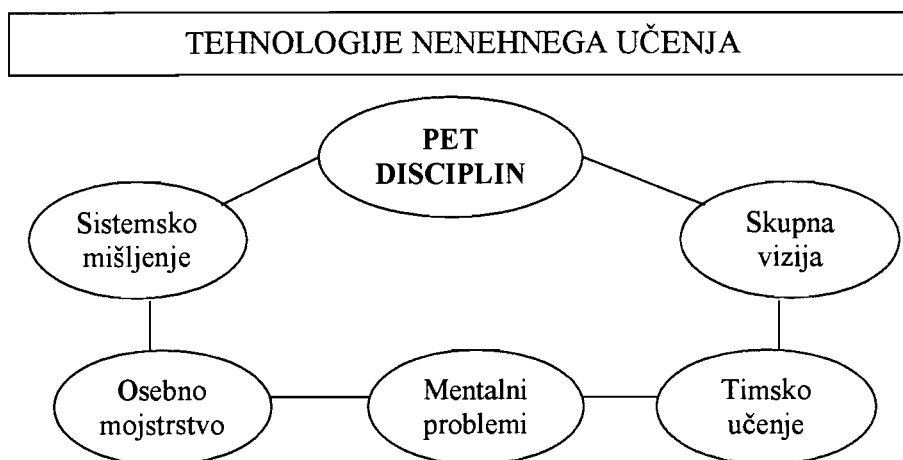 TEHNOLOGIJE NENEHNEGA UČENJA
PET
DISCIPLIN
Sistemsko
mišljenje
Skupna
vizija
Osebno
mojstrstvo
Mentalni
problemi
Timsko
učenje